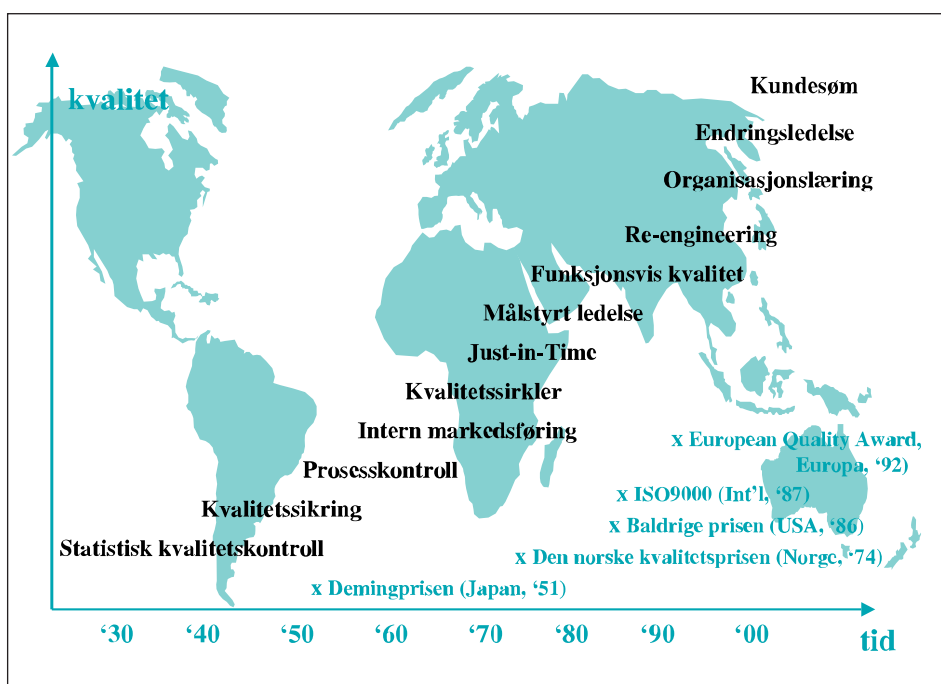 kvalitet
Kundesøm
Endringsledelse
Organisasjonslæring
Re-engineering
Funksjonsvis kvalitet
Målstyrt ledelse
Just-in-Time
Kvalitetssirkler
Intern markedsføring
Prosesskontroll
Kvalitetssikring
Statistisk kvalitetskontroll
x European Quality Award,
Europa, ‘92)
x ISO9000 (Int’l, ‘87)
x Baldrige prisen (USA, ‘86)
x Den norske kvalitetsprisen (Norge, ‘74)
x Demingprisen (Japan, ‘51)
‘30 ‘40 ‘50 ‘60 ‘70 ‘80 ‘90 ‘00
tid